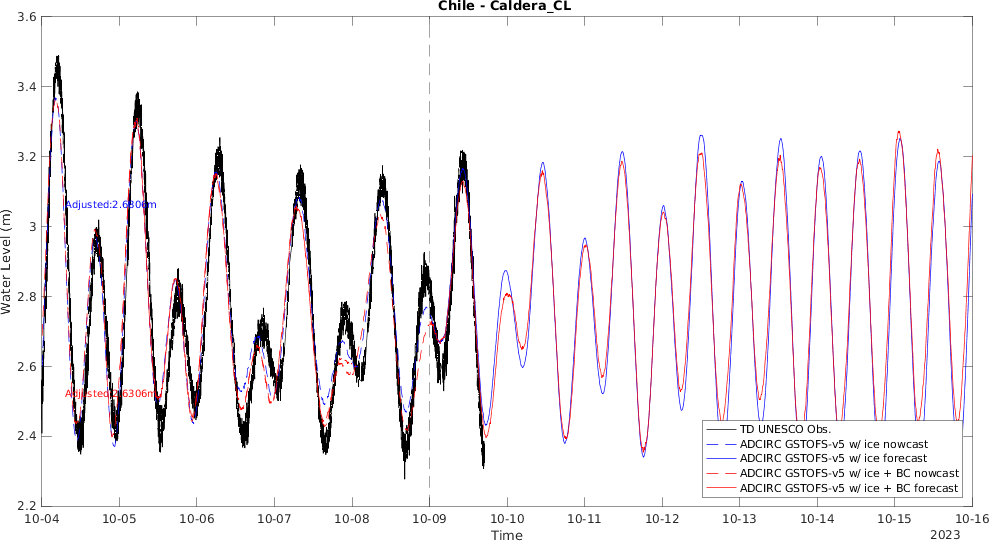 Chile - Caldera_CL
3.6
3.4
3.2
3
2.8
2.6
2.4
2.2
Water Level (m)
Adjusted:2.6306m
Adjusted:2.6306m
TD UNESCO Obs.
ADCIRC GSTOFS-v5 w/ ice nowcast
ADCIRC GSTOFS-v5 w/ ice forecast
ADCIRC GSTOFS-v5 w/ ice + BC nowcast
ADCIRC GSTOFS-v5 w/ ice + BC forecast
10-04 10-05 10-06 10-07 10-08 10-09 10-10 10-11 10-12 10-13 10-14 10-15 10-16
Time
2023